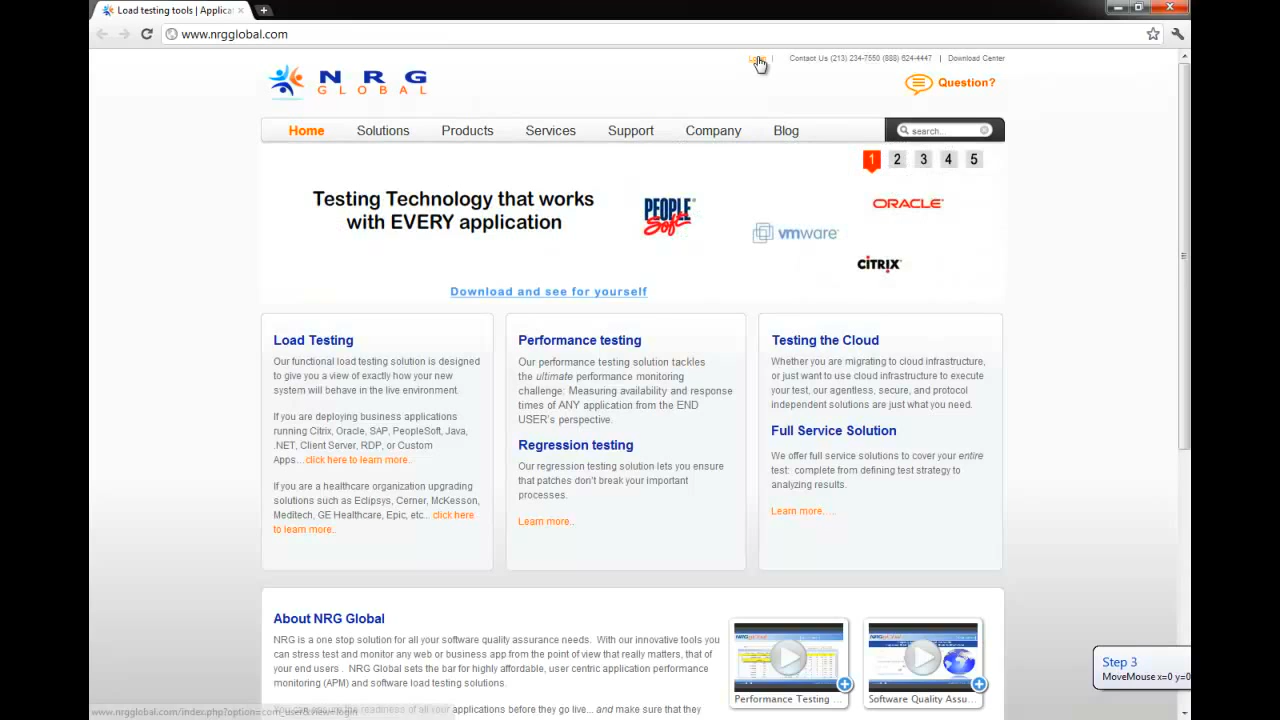 Load testing tools | Applicat
www.nrgglobal.com
Contact Us (213) 234-7550 (888) 624-4447 | Download Center
NRG
GLOBAL
Question?
Home Solutions Products Services Support Company Blog
search...
1 2 3 4 5
Testing Technology that works
with EVERY application
PEOPLE
Soft
vmware
ORACLE
CITRIX
Download and see for yourself
Load Testing
Our functional load testing solution is designed
to give you a view of exactly how your new
system will behave in the live environment.
If you are deploying business applications
running Citrix, Oracle, SAP, PeopleSoft, Java,
.NET, Client Server, RDP, or Custom
Apps...click here to learn more..
If you are a healthcare organization upgrading
solutions such as Eclipsys, Cerner, McKesson,
Meditech, GE Healthcare, Epic, etc... click here
to learn more..
Performance testing
Our performance testing solution tackles
the ultimate performance monitoring
challenge: Measuring availability and response
times of ANY application from the END
USER's perspective.
Regression testing
Our regression testing solution lets you ensure
that patches don't break your important
processes.
Learn more..
Testing the Cloud
Whether you are migrating to cloud infrastructure,
or just want to use cloud infrastructure to execute
your test, our agentless, secure, and protocol
independent solutions are just what you need.
Full Service Solution
We offer full service solutions to cover your entire
test: complete from defining test strategy to
analyzing results.
Learn more.....
About NRG Global
NRG is a one stop solution for all your software quality assurance needs. With our innovative tools you
can stress test and monitor any web or business app from the point of view that really matters, that of
your end users . NRG Global sets the bar for highly affordable, user centric application performance
monitoring (APM) and software load testing solutions.
You can ensure the readiness of all your applications before they go live... and make sure that they
Performance Testing ...
Software Quality Assu...
Step 3
MoveMouse x=0 y=0
www.nrgglobal.com/index.php?option=com_user&view=login